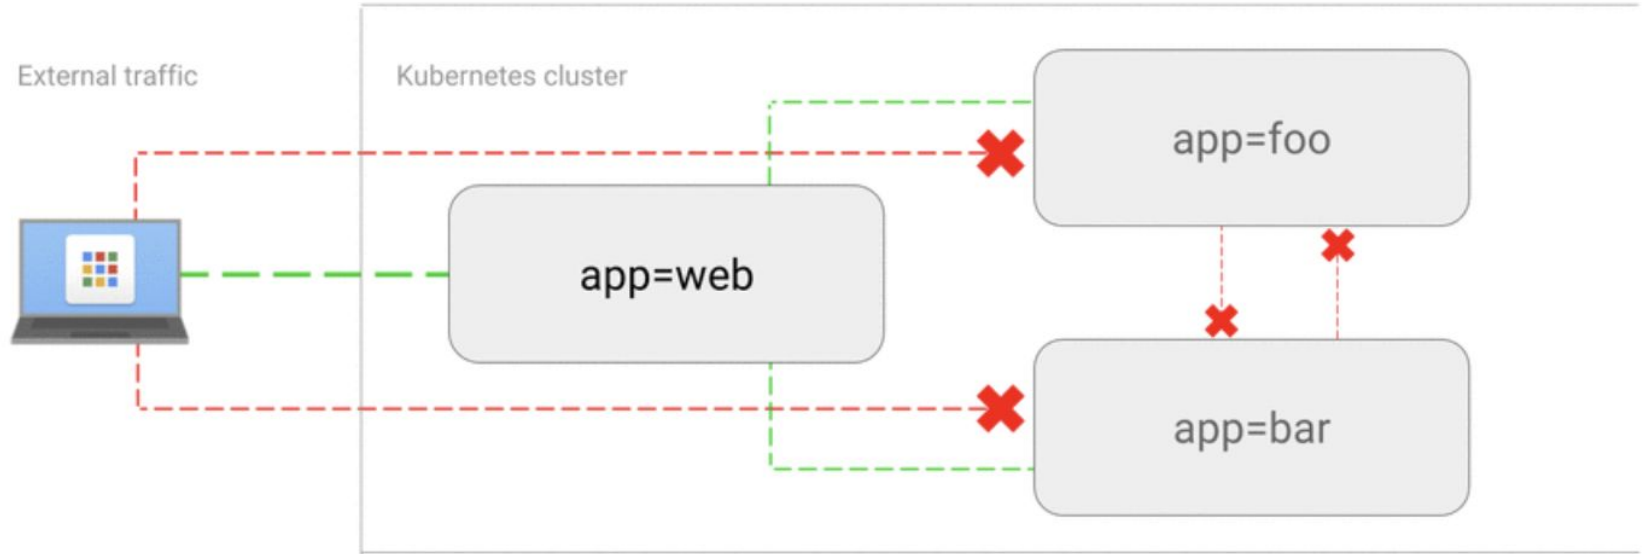 External traffic
Kubernetes cluster
app=foo
app=web
app=bar